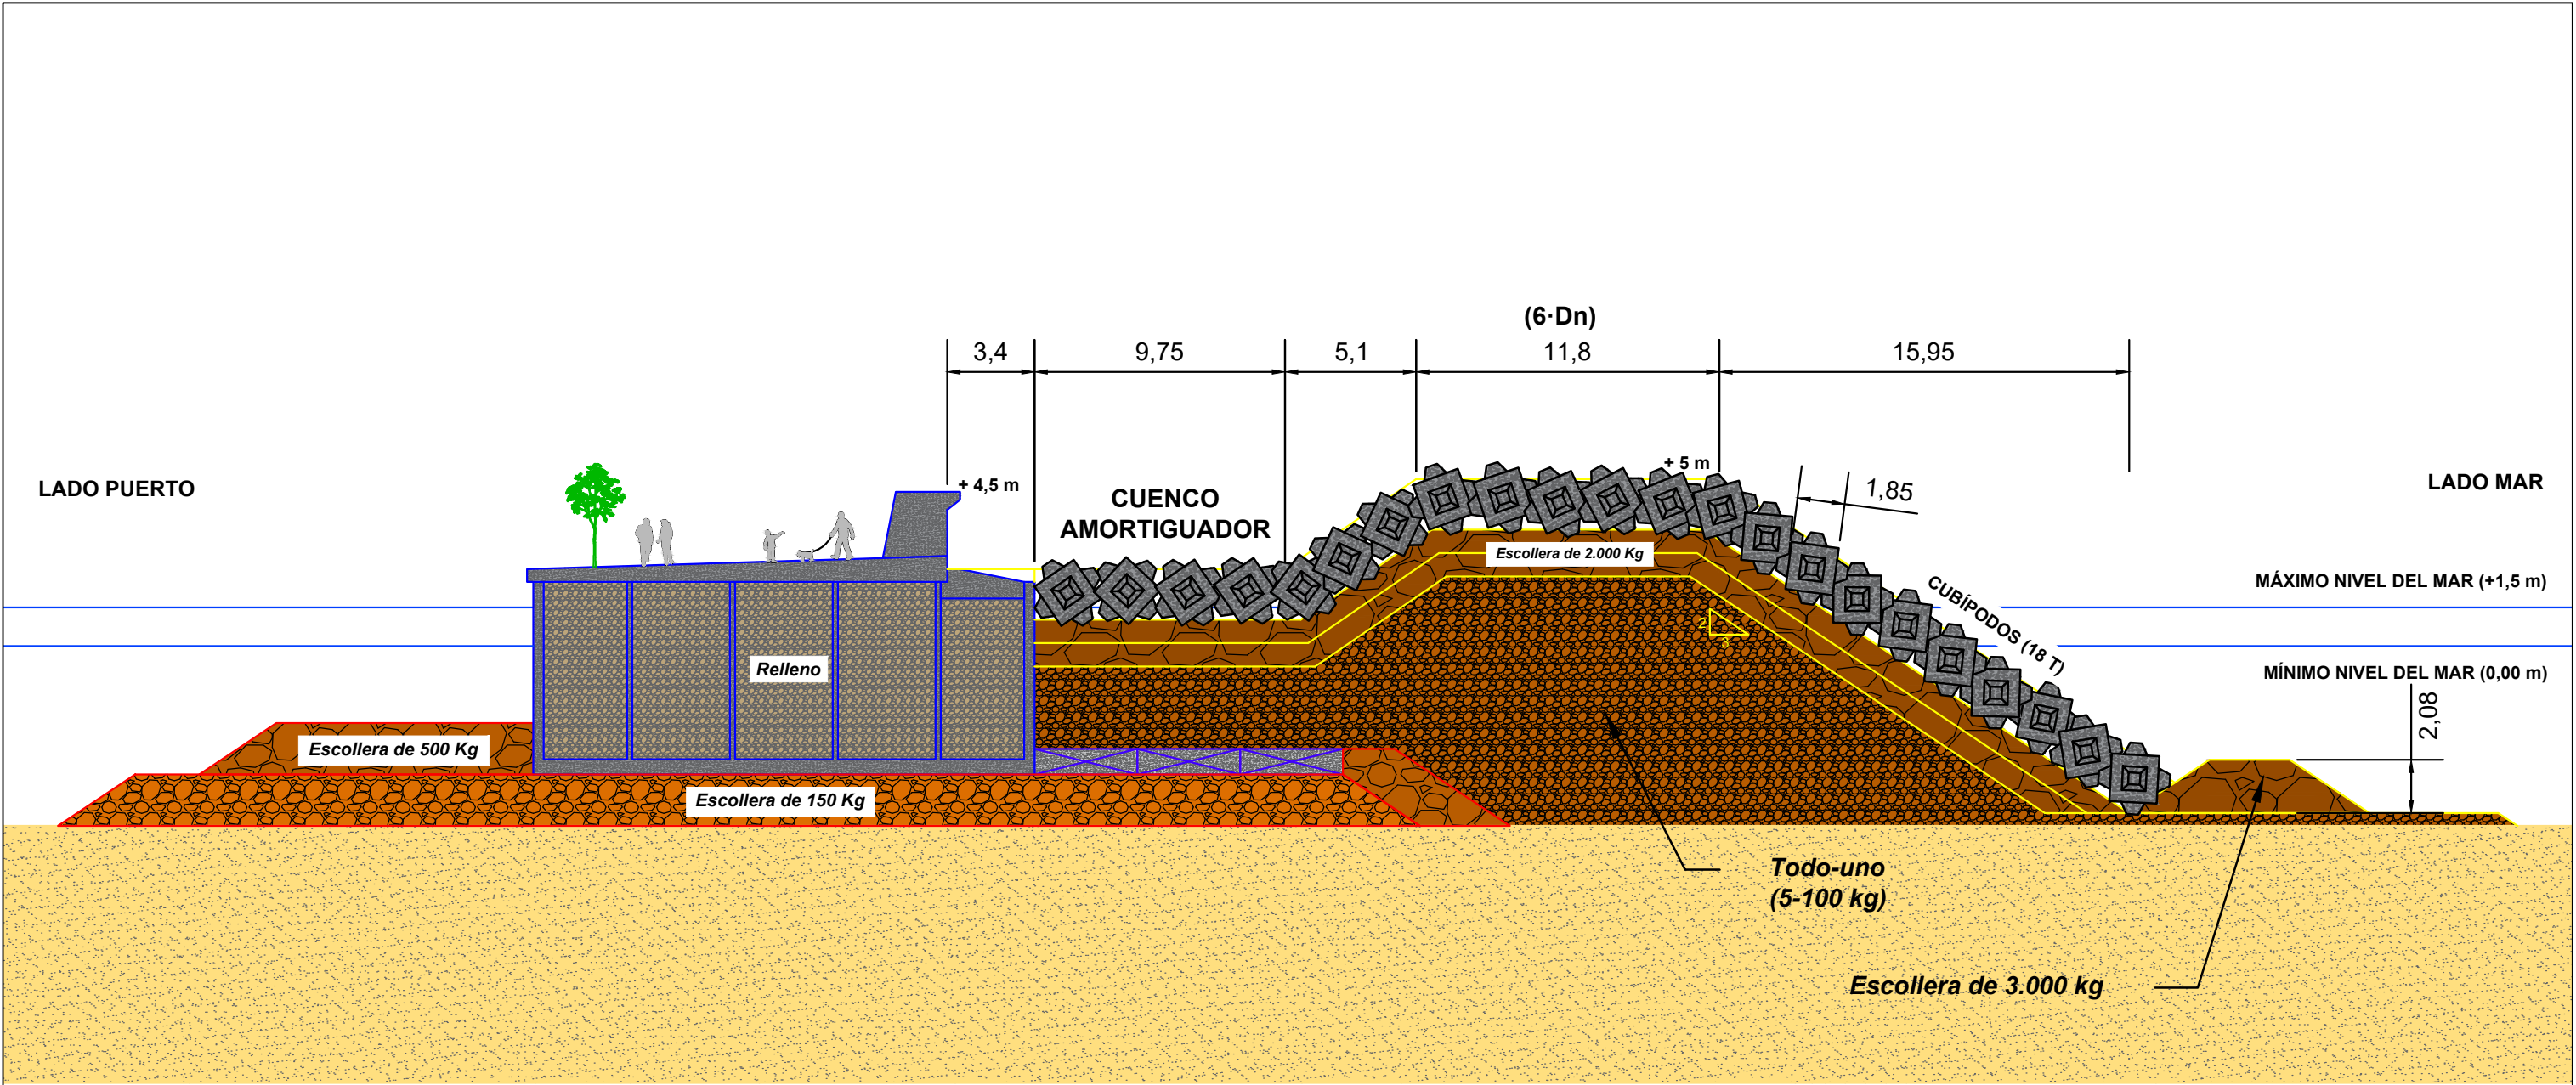 (6·Dn)
3,4
9,75
5,1
11,8
15,95
LADO PUERTO
+ 4,5 m
CUENCO
AMORTIGUADOR
+ 5 m
1,85
LADO MAR
Escollera de 2.000 Kg
MÁXIMO NIVEL DEL MAR (+1,5 m)
CUBÍPODOS (18 T)
2
3
Relleno
MÍNIMO NIVEL DEL MAR (0,00 m)
2,08
Escollera de 500 Kg
Escollera de 150 Kg
Todo-uno
(5-100 kg)
Escollera de 3.000 kg